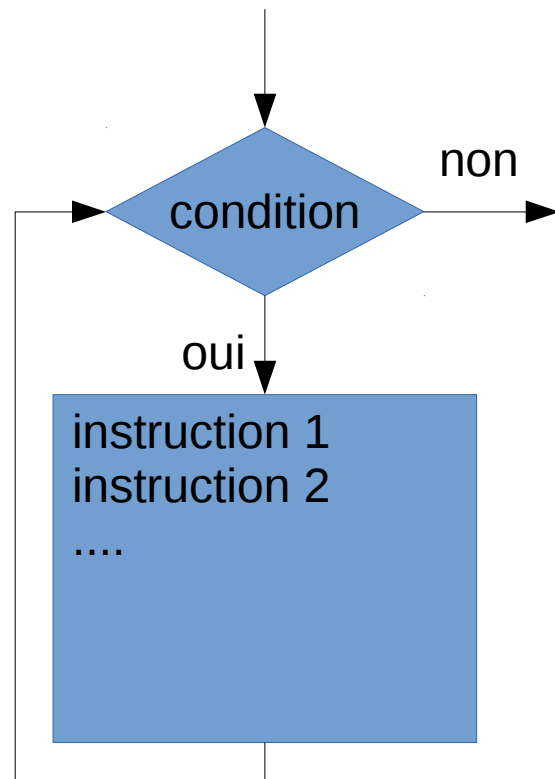 non
condition
oui
instruction 1
instruction 2
....